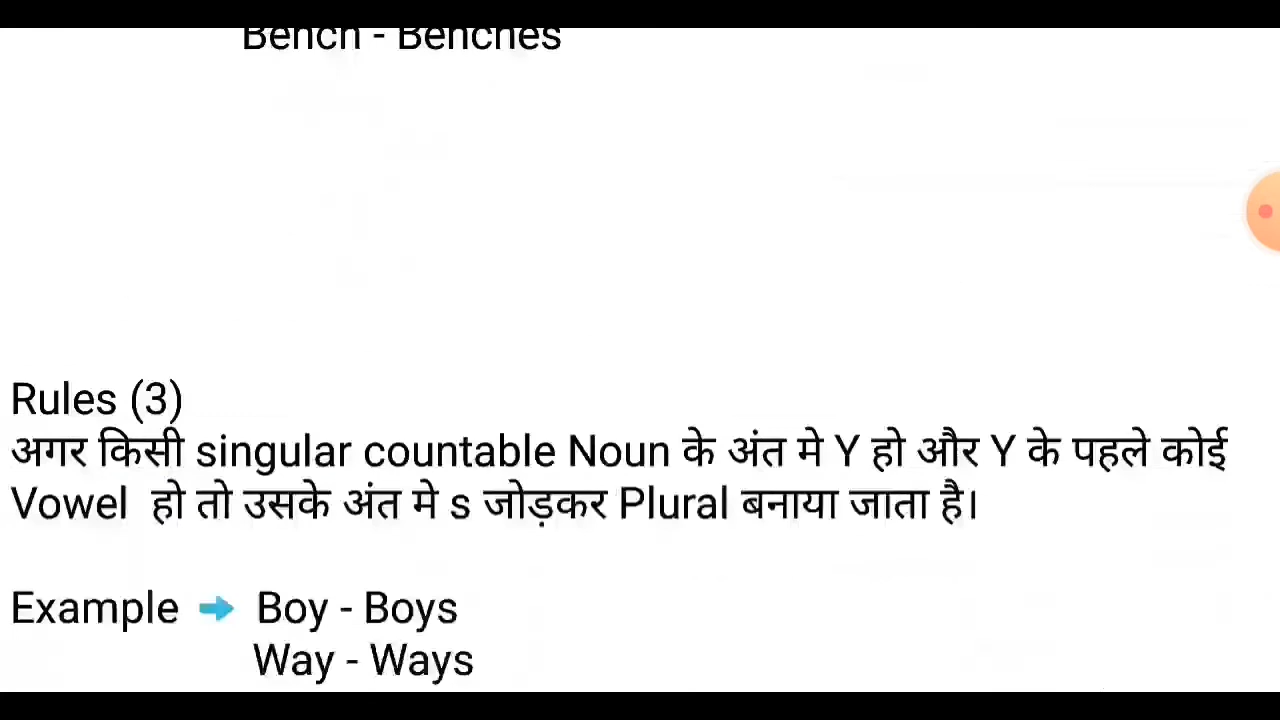 Bench - Benches
Rules (3)
अगर किसी singular countable Noun के अंत मे Y हो और Y के पहले कोई
Vowel हो तो उसके अंत मे s जोड़कर Plural बनाया जाता है।
Example ➡ Boy - Boys
Way - Ways